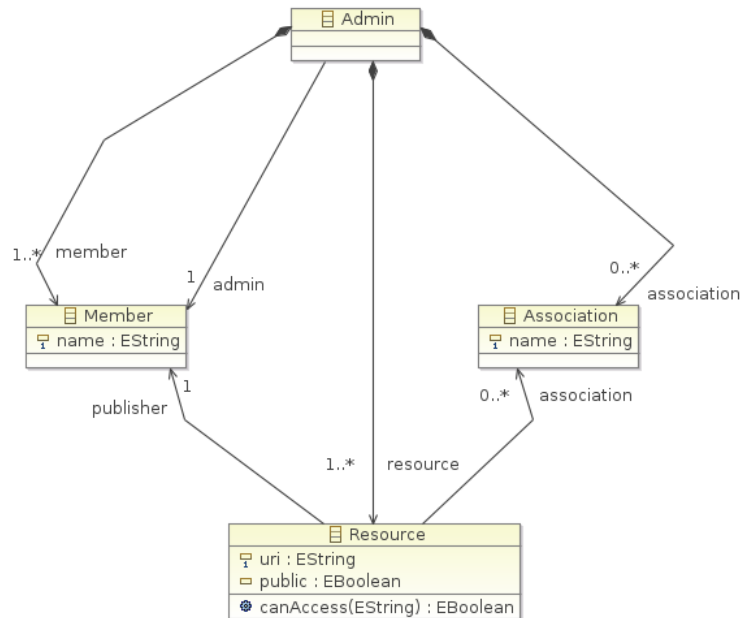 Admin
1..*
member
1
admin
0..*
association
Member
name : EString
Association
name : EString
1
publisher
0..*
association
1..*
resource
Resource
1
uri : EString
public : EBoolean
canAccess(EString) : EBoolean